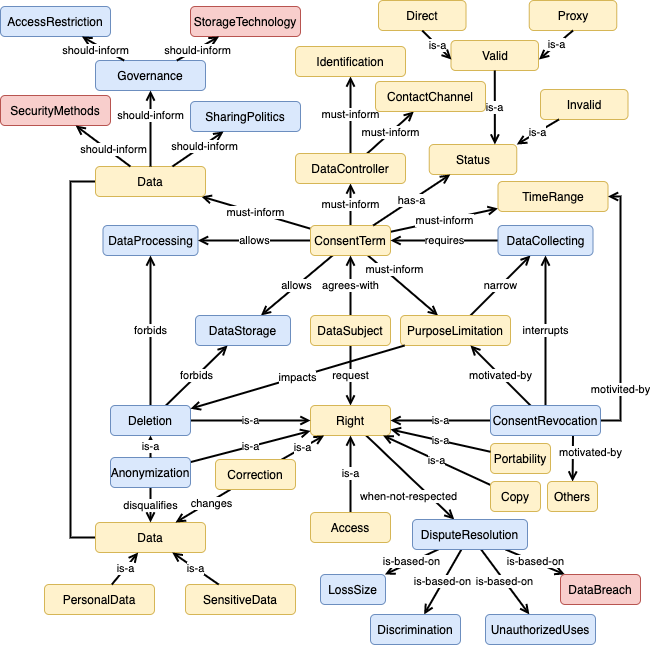 Direct
Proxy
AccessRestriction
StorageTechnology
ContactChannel
is-a
is-a
should-inform
should-inform
Valid
Identification
Governance
is-a
SecurityMethods
should-inform
SharingPolitics
must-inform
must-inform
Invalid
is-a
should-inform
should-inform
Status
DataController
Data
must-inform
has-a
TimeRange
must-inform
must-inform
DataProcessing
allows
ConsentTerm
requires
DataCollecting
must-inform
allows
agrees-with
narrow
forbids
DataStorage
DataSubject
PurposeLimitation
interrupts
forbids
impacts
request
motivated-by
motivited-by
Deletion
is-a
Right
is-a
ConsentRevocation
is-a
is-a
is-a
is-a
motivated-by
Anonymization
Correction
is-a
is-a
Portability
disqualifies
changes
when-not-respected
Copy
Others
Data
Access
DisputeResolution
is-a
is-a
is-based-on
is-based-on
is-based-on
is-based-on
PersonalData
SensitiveData
LossSize
DataBreach
Discrimination
UnauthorizedUses